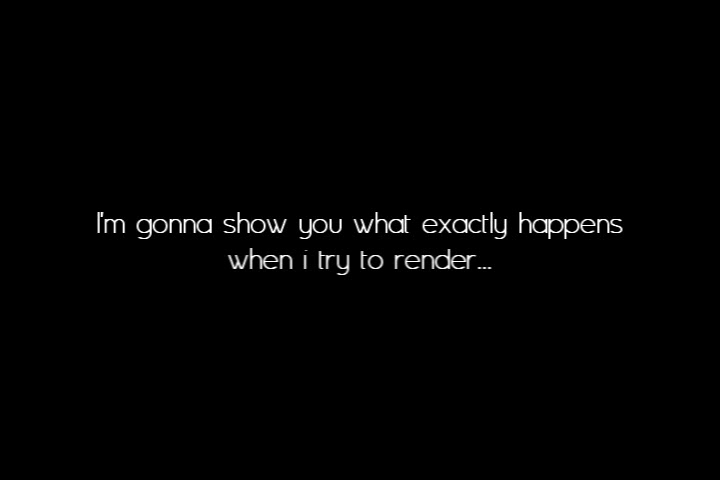 I'm gonna show you what exactly happens
when i try to render...